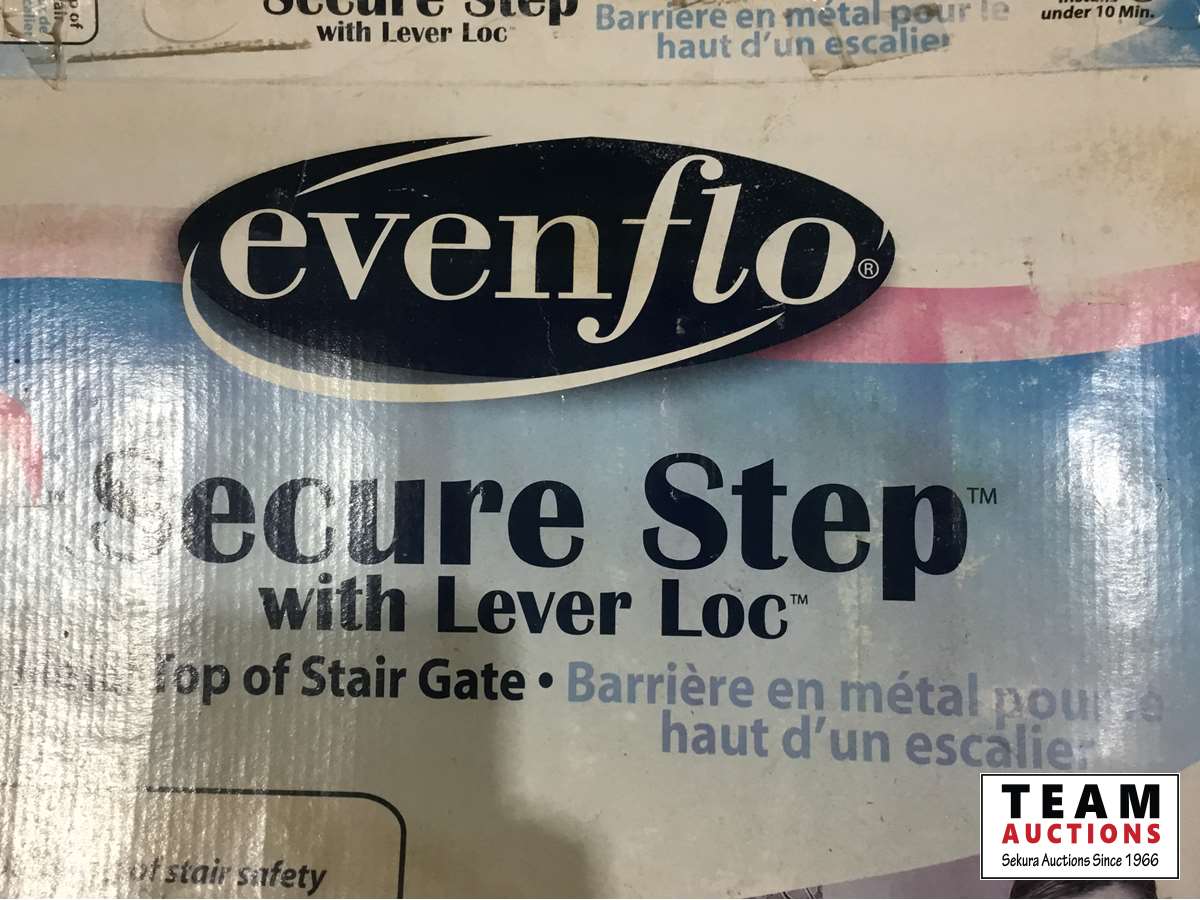 Secure Step
with Lever Loc
Barrière en métal pour le
haut d'un escalier
under 10 Min.
evenflo®
Secure Step™
with Lever Loc™
Top of Stair Gate • Barrière en métal pour le
haut d'un escalier
of stair safety
TEAM
AUCTIONS
Sekura Auctions Since 1966